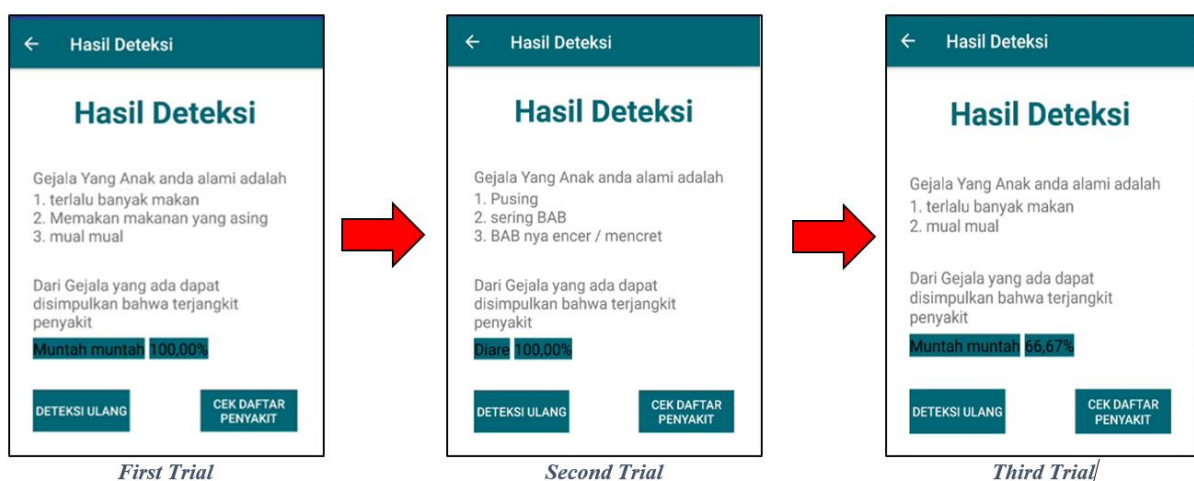 Hasil Deteksi
Hasil Deteksi
Gejala Yang Anak anda alami adalah
1. terlalu banyak makan
2. Memakan makanan yang asing
3. mual mual
Dari Gejala yang ada dapat
disimpulkan bahwa terjangkit
penyakit
Muntah muntah 100,00%
DETEKSI ULANG
CEK DAFTAR
PENYAKIT
First Trial
Hasil Deteksi
Hasil Deteksi
Gejala Yang Anak anda alami adalah
1. Pusing
2. sering BAB
3. BAB nya encer / mencret
Dari Gejala yang ada dapat
disimpulkan bahwa terjangkit
penyakit
Diare 100,00%
DETEKSI ULANG
CEK DAFTAR
PENYAKIT
Second Trial
Hasil Deteksi
Hasil Deteksi
Gejala Yang Anak anda alami adalah
1. terlalu banyak makan
2. mual mual
Dari Gejala yang ada dapat
disimpulkan bahwa terjangkit
penyakit
Muntah muntah 66,67%
DETEKSI ULANG
CEK DAFTAR
PENYAKIT
Third Trial